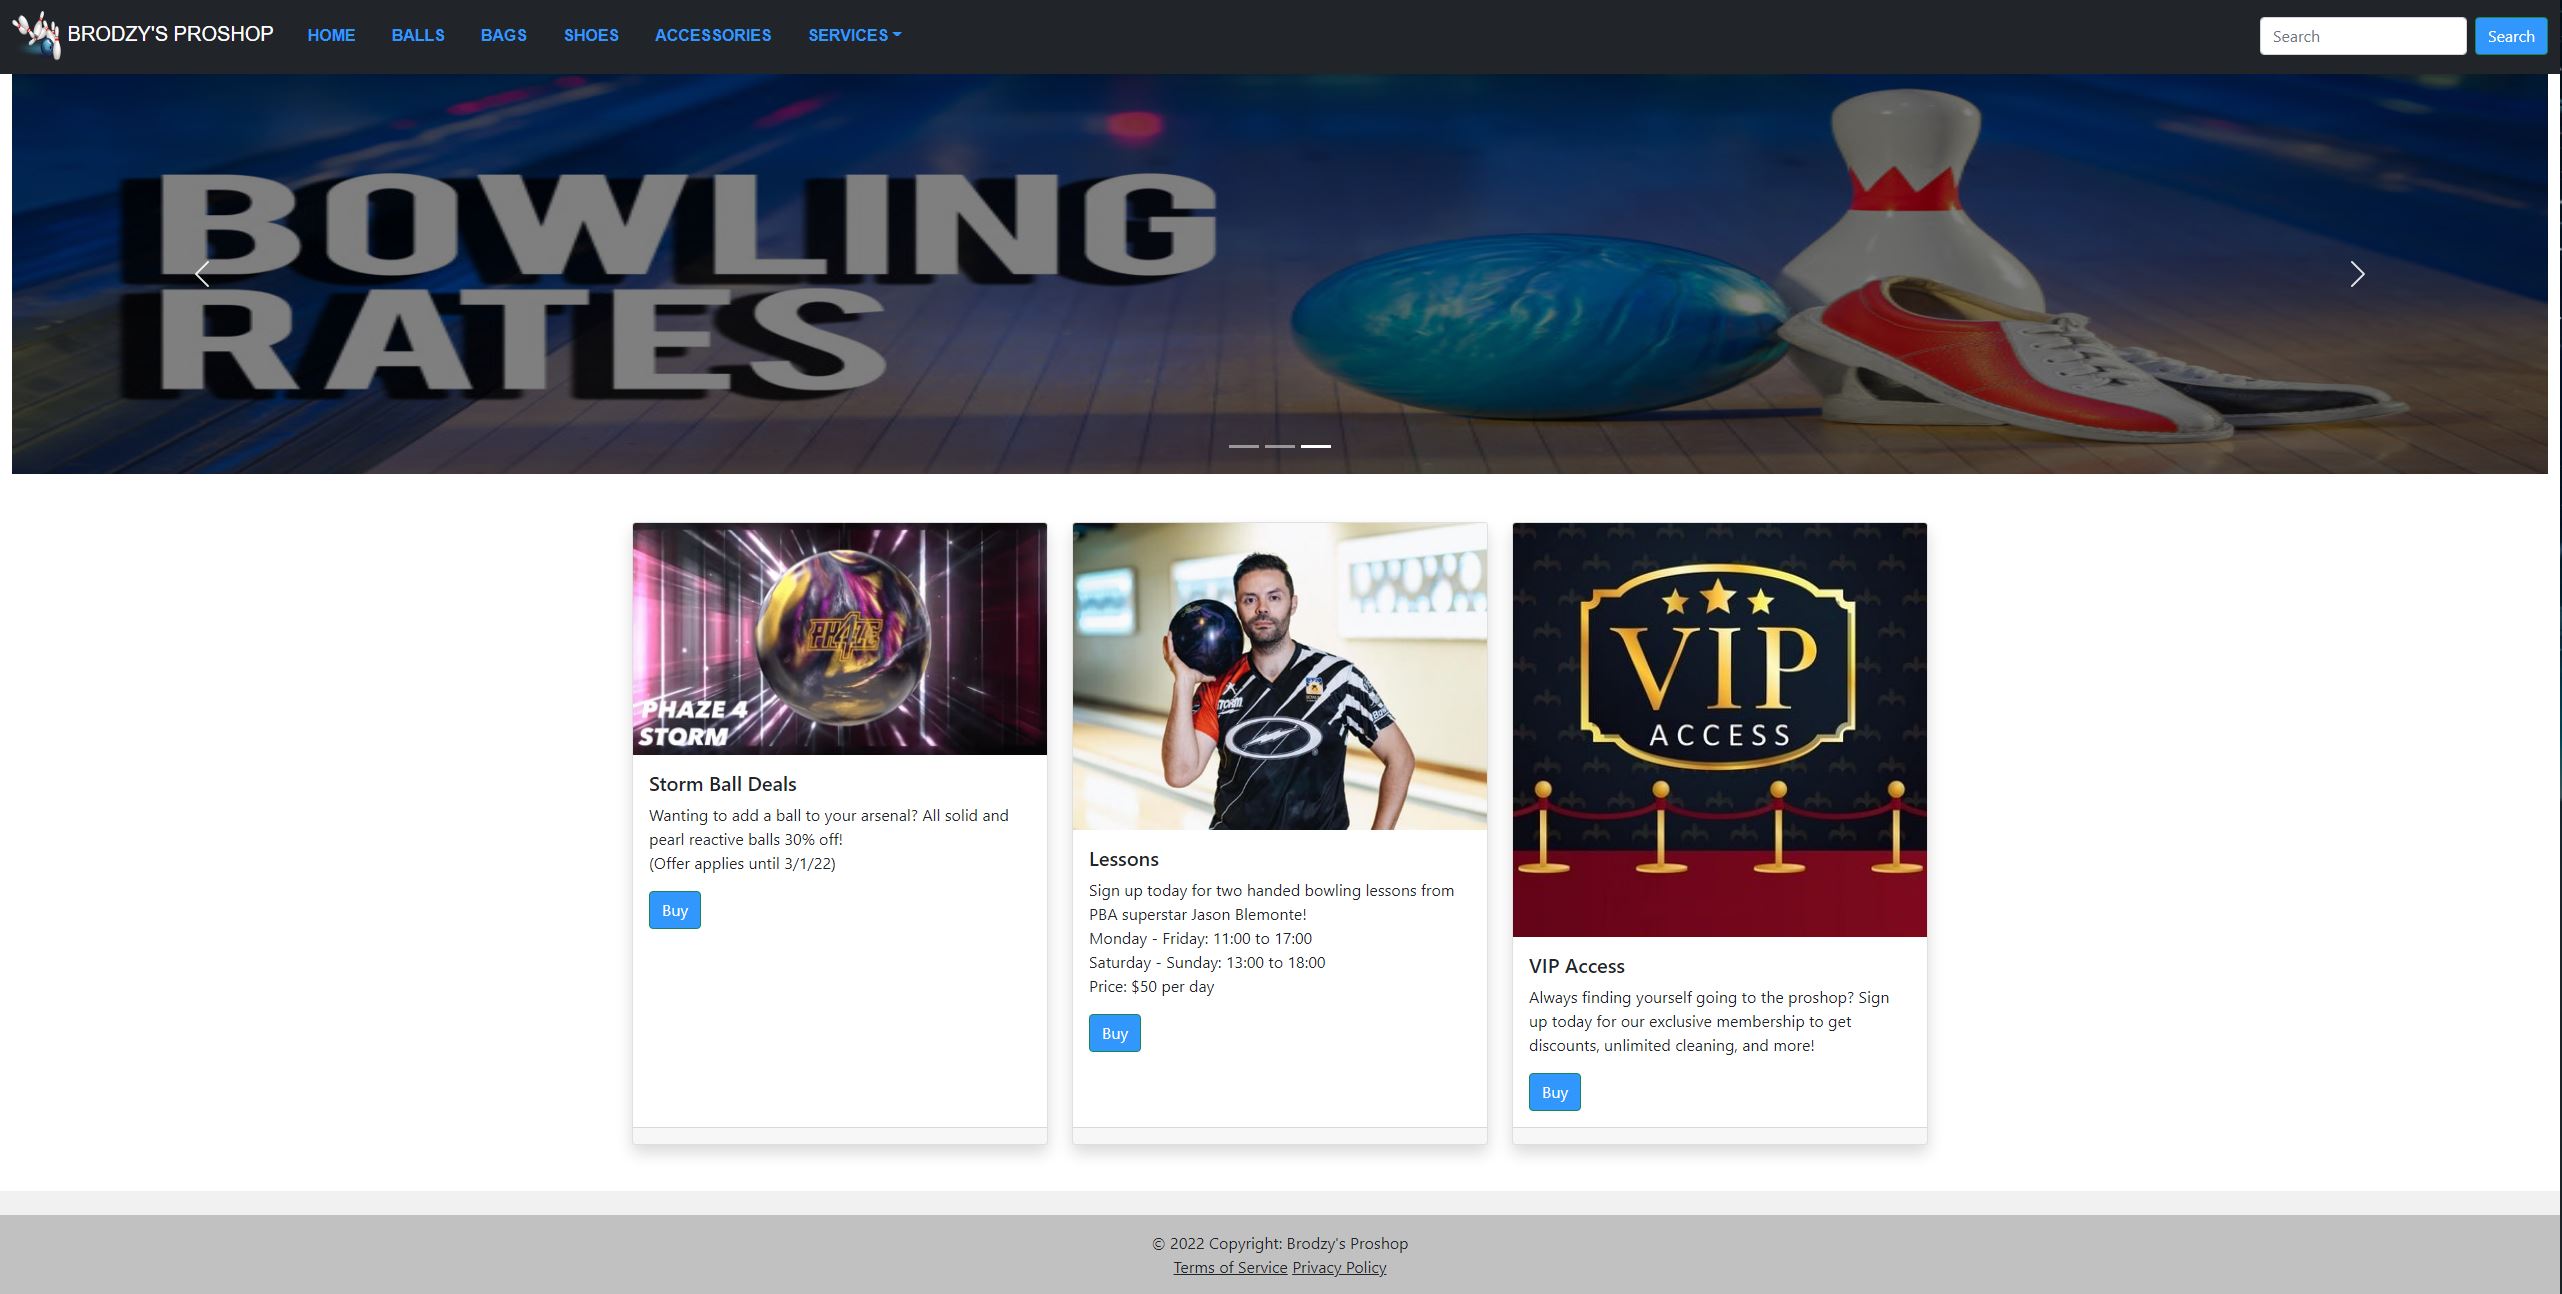 BRODZY'S PROSHOP HOME BALLS BAGS SHOES ACCESSORIES SERVICES Search Search
BOWLING
RATES
PHAZE 4
STORM
PHAZE
4
STORM
VIP
ACCESS
Storm Ball Deals
Wanting to add a ball to your arsenal? All solid and
pearl reactive balls 30% off!
(Offer applies until 3/1/22)
Buy
Lessons
Sign up today for two handed bowling lessons from
PBA superstar Jason Blemonte!
Monday - Friday: 11:00 to 17:00
Saturday - Sunday: 13:00 to 18:00
Price: $50 per day
Buy
VIP Access
Always finding yourself going to the proshop? Sign
up today for our exclusive membership to get
discounts, unlimited cleaning, and more!
Buy
© 2022 Copyright: Brodzy's Proshop
Terms of Service Privacy Policy